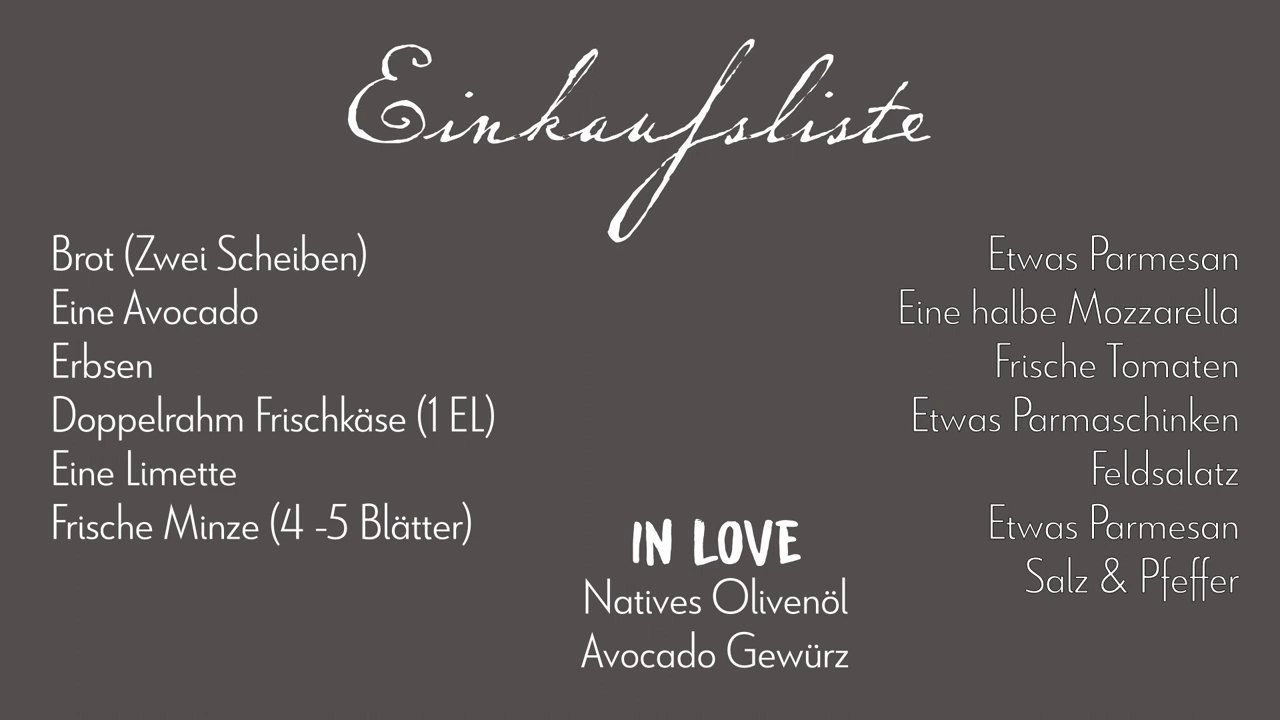 Einkaufsliste
Brot (Zwei Scheiben)
Eine Avocado
Erbsen
Doppelrahm Frischkäse (1 EL)
Eine Limette
Frische Minze (4 -5 Blätter)
IN LOVE
Natives Olivenöl
Avocado Gewürz
Etwas Parmesan
Eine halbe Mozzarella
Frische Tomaten
Etwas Parmaschinken
Feldsalatz
Etwas Parmesan
Salz & Pfeffer